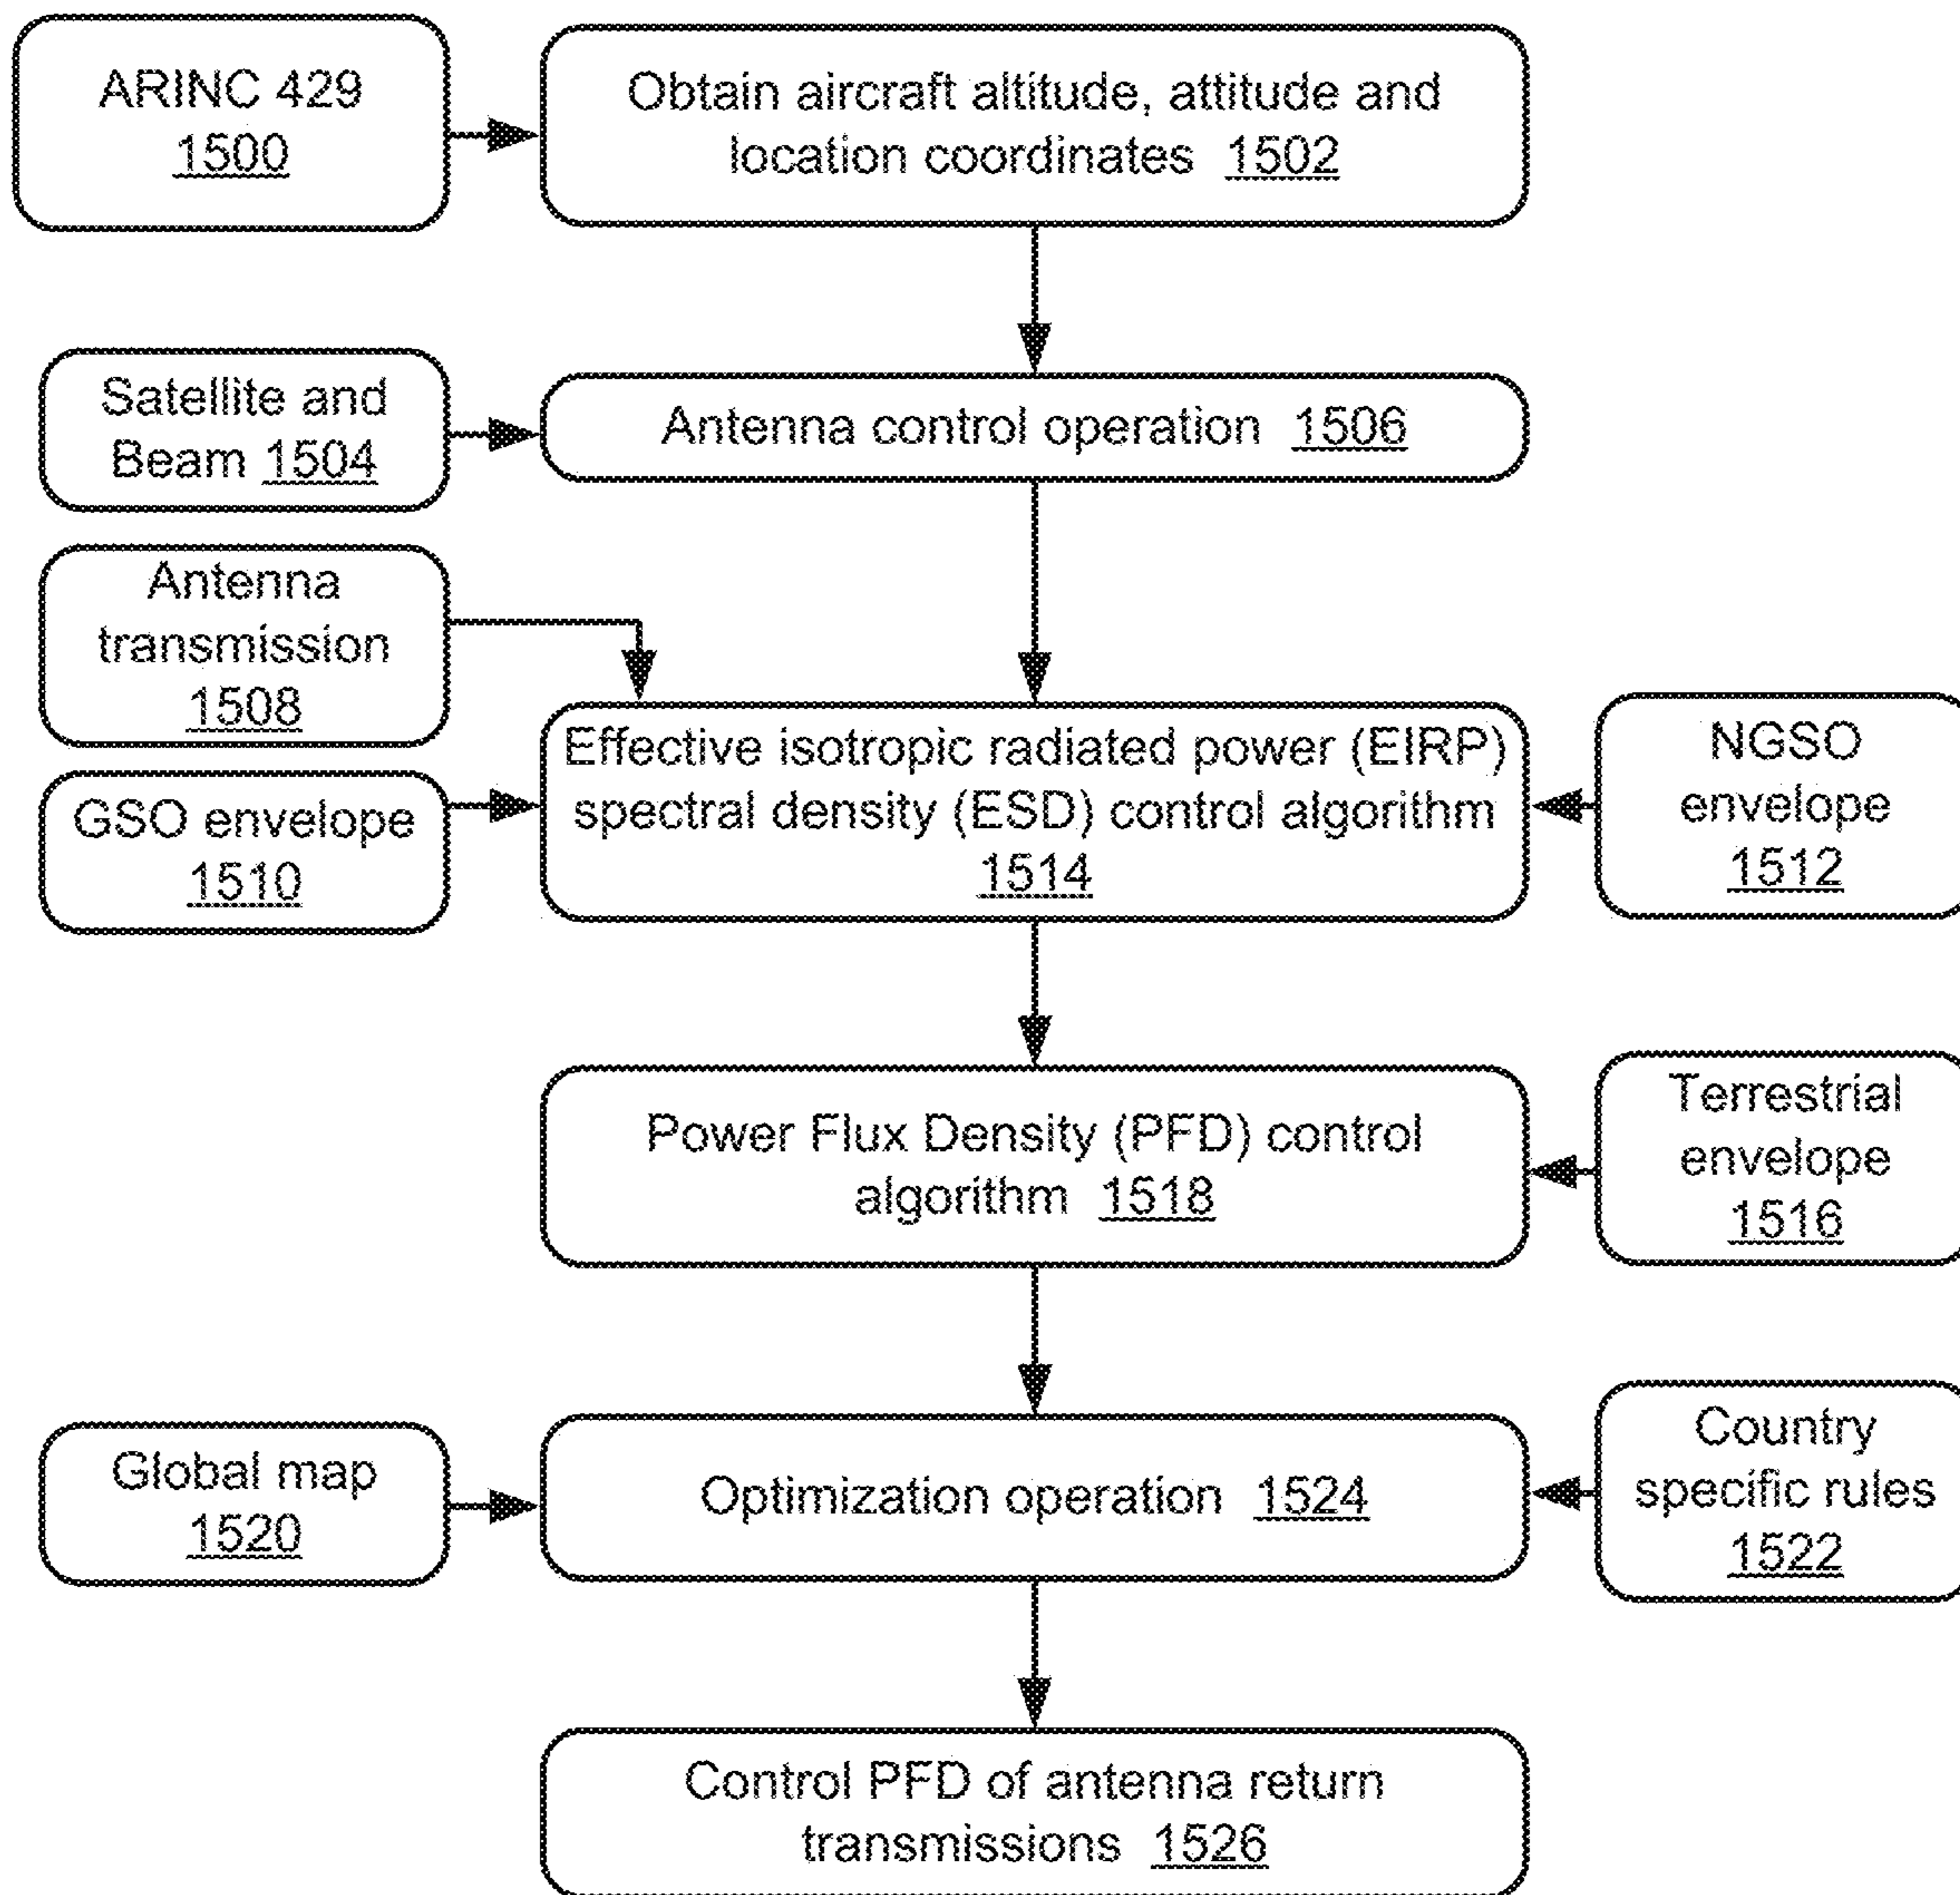 ARINC 429
1500
Obtain aircraft altitude, attitude and
location coordinates 1502
Satellite and
Beam 1504
Antenna control operation 1506
Antenna
transmission
1508
GSO envelope
1510
Effective isotropic radiated power (EIRP)
spectral density (ESD) control algorithm
1514
NGSO
envelope
1512
Power Flux Density (PFD) control
algorithm 1518
Terrestrial
envelope
1516
Global map
1520
Optimization operation 1524
Country
specific rules
1522
Control PFD of antenna return
transmissions 1526